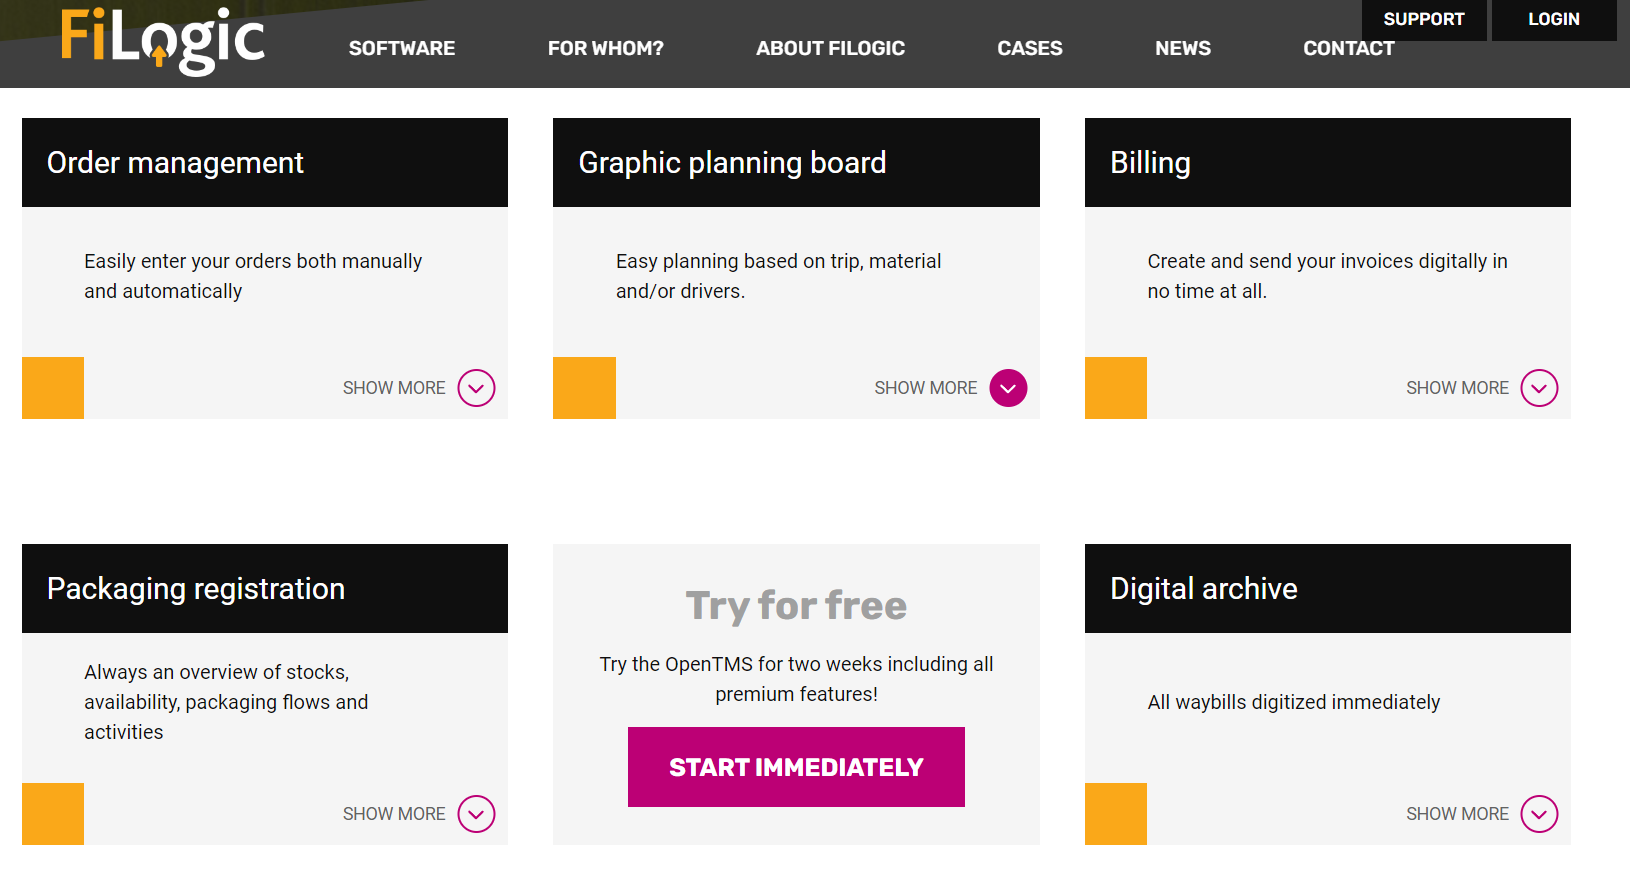 FiLogic
SUPPORT
LOGIN
SOFTWARE
FOR WHOM?
ABOUT FILOGIC
CASES
NEWS
CONTACT
Order management
Easily enter your orders both manually
and automatically
SHOW MORE
Graphic planning board
Easy planning based on trip, material
and/or drivers.
SHOW MORE
Billing
Create and send your invoices digitally in
no time at all.
SHOW MORE
Packaging registration
Always an overview of stocks,
availability, packaging flows and
activities
SHOW MORE
Try for free
Try the OpenTMS for two weeks including all
premium features!
START IMMEDIATELY
Digital archive
All waybills digitized immediately
SHOW MORE